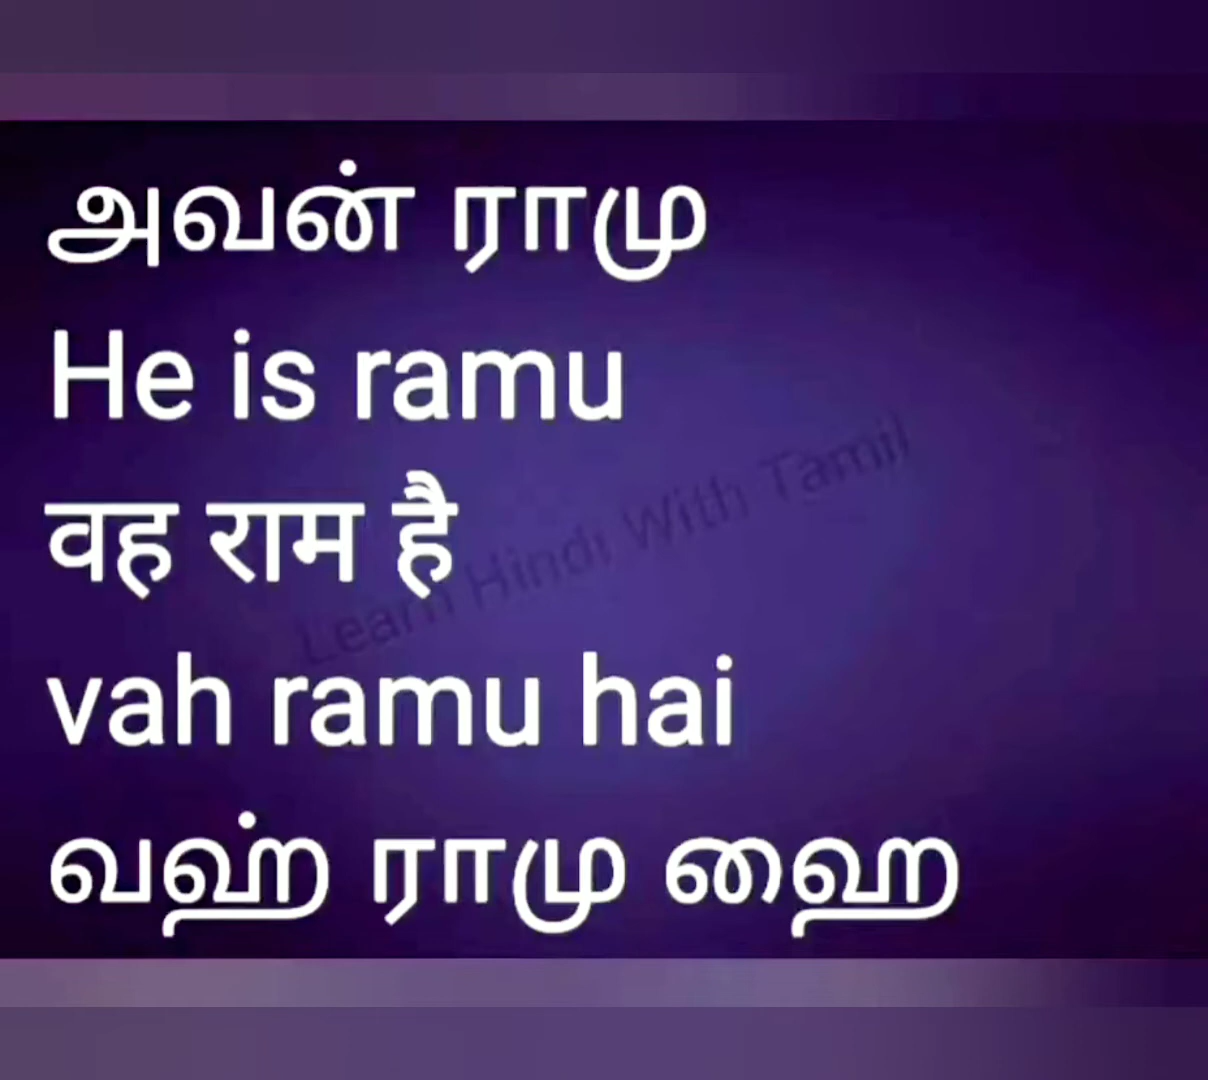 அவன் ராமு
He is ramu
वह राम है
Learn Hindi With Tamil
vah ramu hai
வஹ் ராமு ஹை